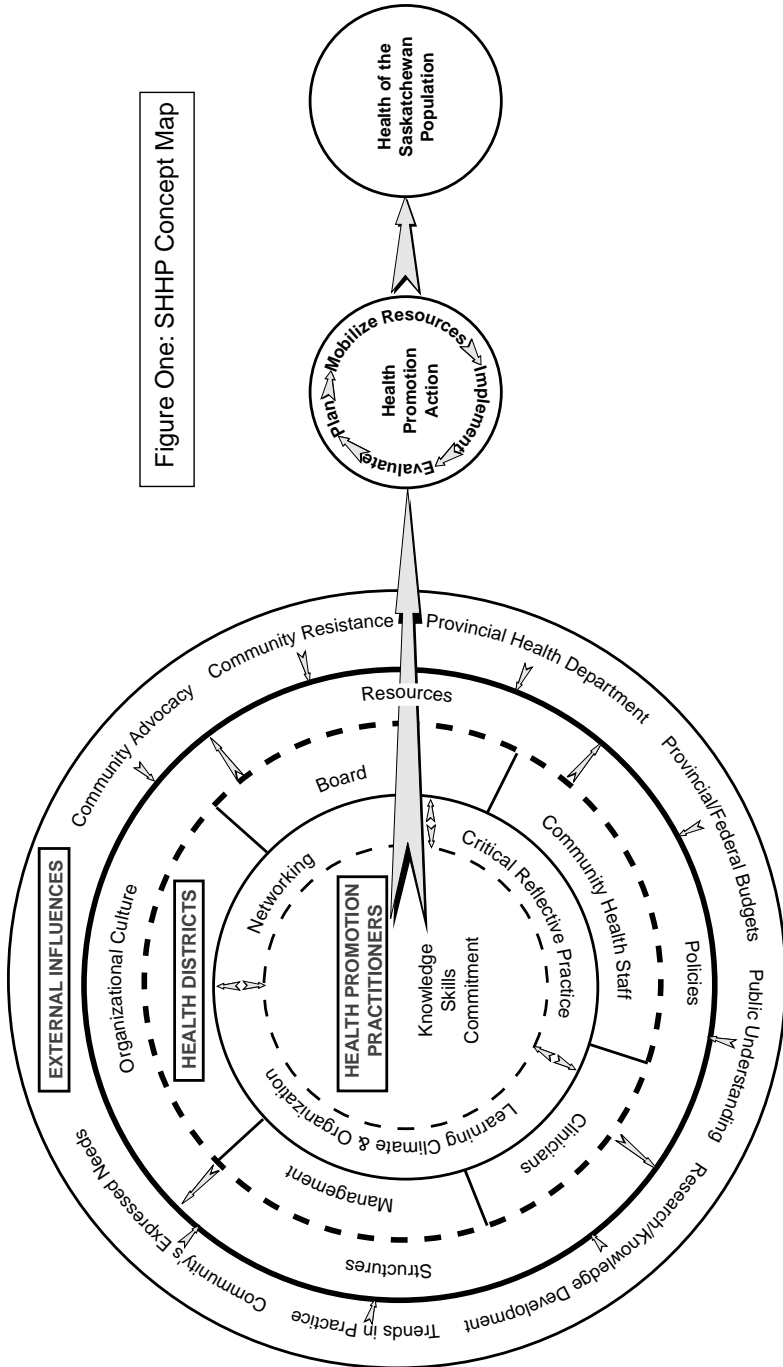 Figure One: SHHP Concept Map
EXTERNAL INFLUENCES
Community's Expressed Needs
Community Advocacy
Community Resistance
Provincial Health Department
Provincial/Federal Budgets
Public Understanding
Research/Knowledge Development
Trends in Practice
Organizational Culture
Resources
Policies
Structures
HEALTH DISTRICTS
Board
Community Health Staff
Clinicians
Management
Networking
Critical Reflective Practice
Learning Climate & Organization
HEALTH PROMOTION
PRACTITIONERS
Knowledge
Skills
Commitment
Plan
Mobilize Resources
Implement
Evaluate
Health
Promotion
Action
Health of the
Saskatchewan
Population